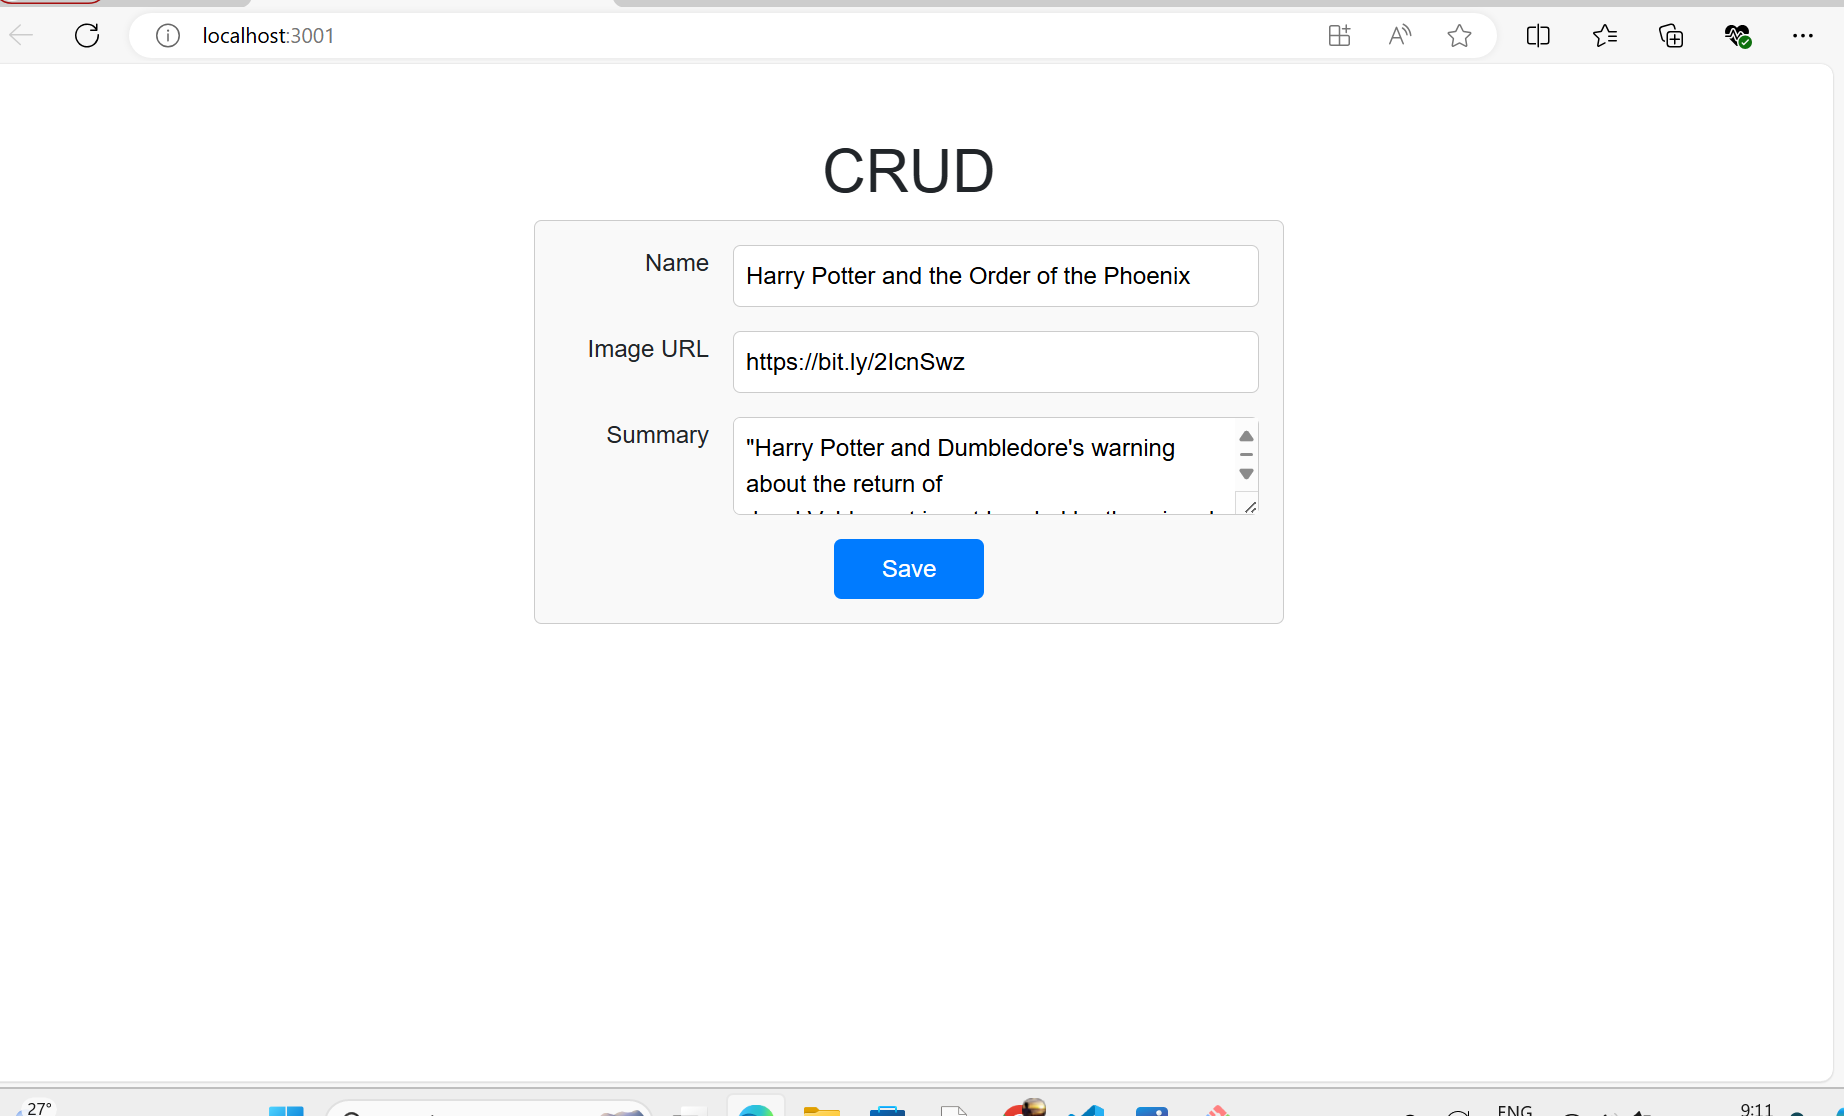 localhost:3001
CRUD
Name
Harry Potter and the Order of the Phoenix
Image URL
https://bit.ly/2IcnSwz
Summary
"Harry Potter and Dumbledore's warning
about the return of
Save
27°
ENG
9:11